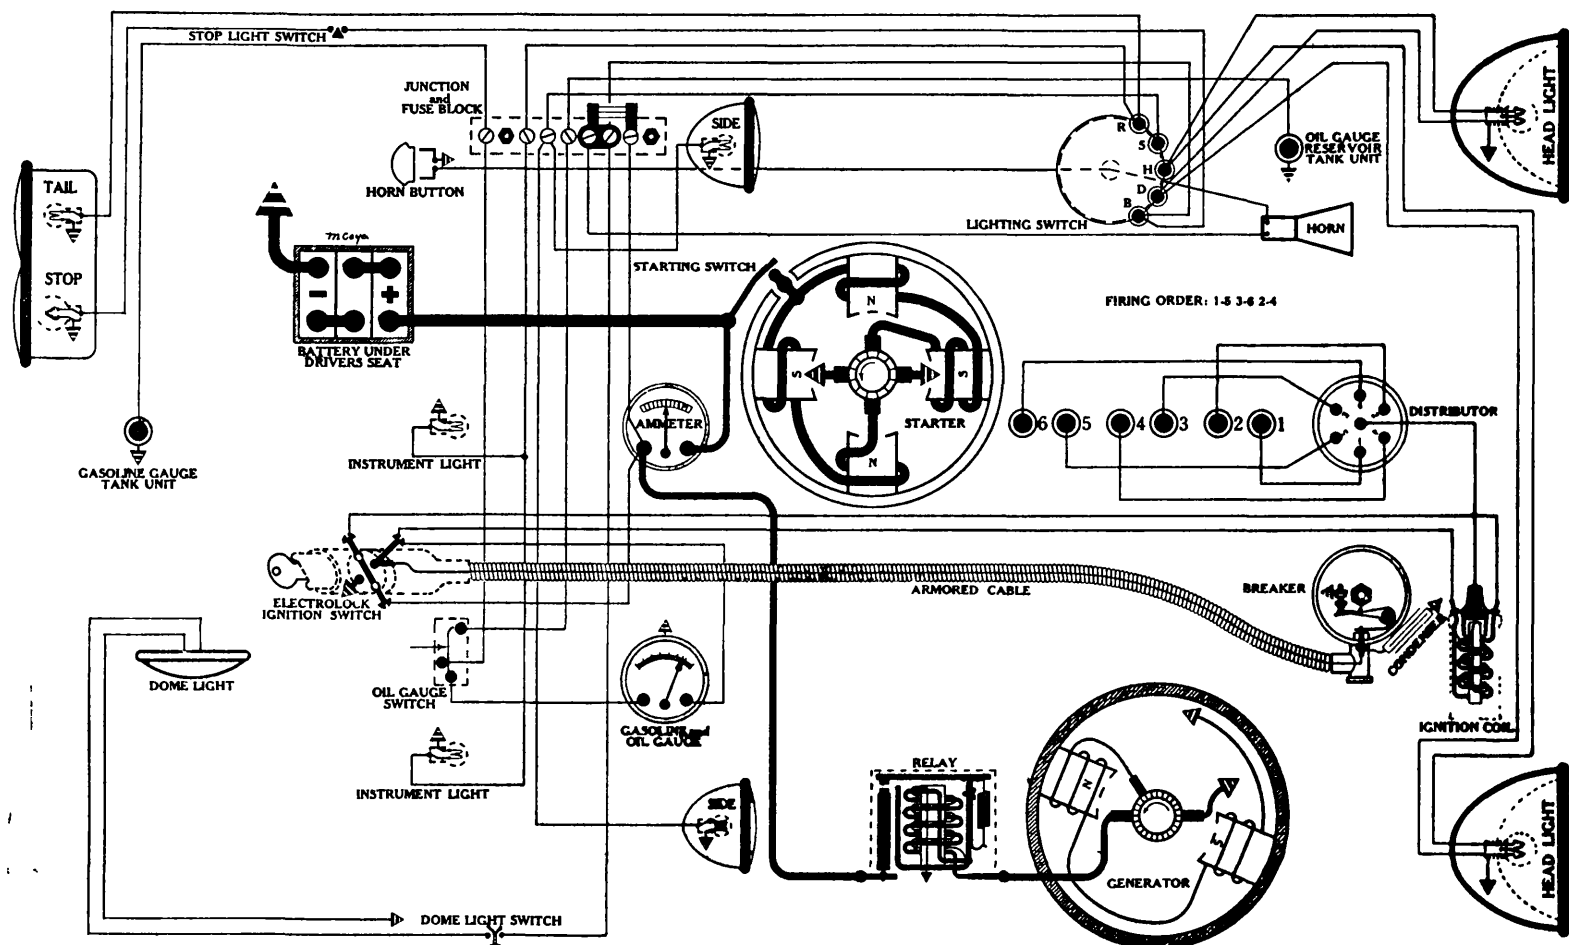 STOP LIGHT SWITCH
JUNCTION
and
FUSE BLOCK
SIDE
R
S
H
D
B
OIL GAUGE
RESERVOIR
TANK UNIT
HEAD LIGHT
HORN BUTTON
TAIL
STOP
LIGHTING SWITCH
HORN
STARTING SWITCH
N
S
S
N
STARTER
FIRING ORDER: 1-5 3-6 2-4
- +
BATTERY UNDER
DRIVERS SEAT
AMMETER
6 5 4 3 2 1
DISTRIBUTOR
INSTRUMENT LIGHT
GASOLINE GAUGE
TANK UNIT
ELECTROLOCK
IGNITION SWITCH
ARMORED CABLE
BREAKER
CONDENSER
IGNITION COIL
DOME LIGHT
OIL GAUGE
SWITCH
GASOLINE and
OIL GAUGE
INSTRUMENT LIGHT
SIDE
RELAY
N
S
GENERATOR
HEAD LIGHT
DOME LIGHT SWITCH